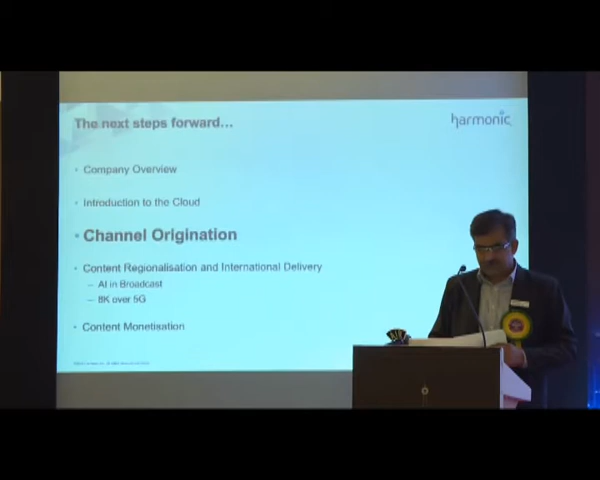 The next steps forward...
harmonic
• Company Overview
• Introduction to the Cloud
• Channel Origination
• Content Regionalisation and International Delivery
– AI in Broadcast
– 8K over 5G
• Content Monetisation